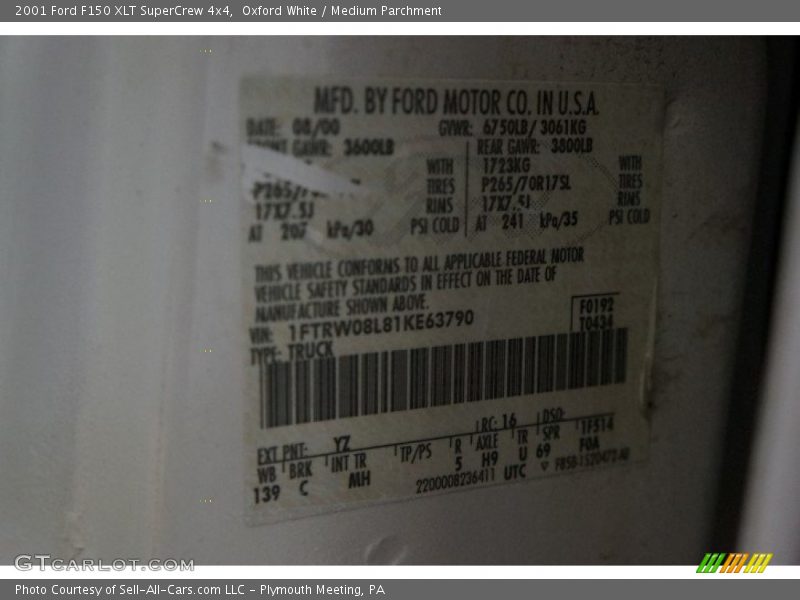 2001 Ford F150 XLT SuperCrew 4x4, Oxford White / Medium Parchment
MFD. BY FORD MOTOR CO. IN U.S.A.
DATE: 08/00 GVWR: 6750LB/ 3061KG
GAWR: 3600LB REAR GAWR: 3800LB
WITH 1723KG WITH
P265/7 TIRES P265/70R17SL TIRES
17X7.5J RIMS 17X7.5J RIMS
AT 207 kPa/30 PSI COLD AT 241 kPa/35 PSI COLD
THIS VEHICLE CONFORMS TO ALL APPLICABLE FEDERAL MOTOR
VEHICLE SAFETY STANDARDS IN EFFECT ON THE DATE OF
MANUFACTURE SHOWN ABOVE.
VIN: 1FTRW08L81KE63790 F0192
TYPE: TRUCK T0434
EXT PNT: YZ RC: 16 DSO:
WB BRK INT TR TP/PS R AXLE TR SPR 1F514
139 C MH 5 H9 U 69 FOA
2200008236411 UTC
GTCARLOT.COM
Photo Courtesy of Sell-All-Cars.com LLC - Plymouth Meeting, PA